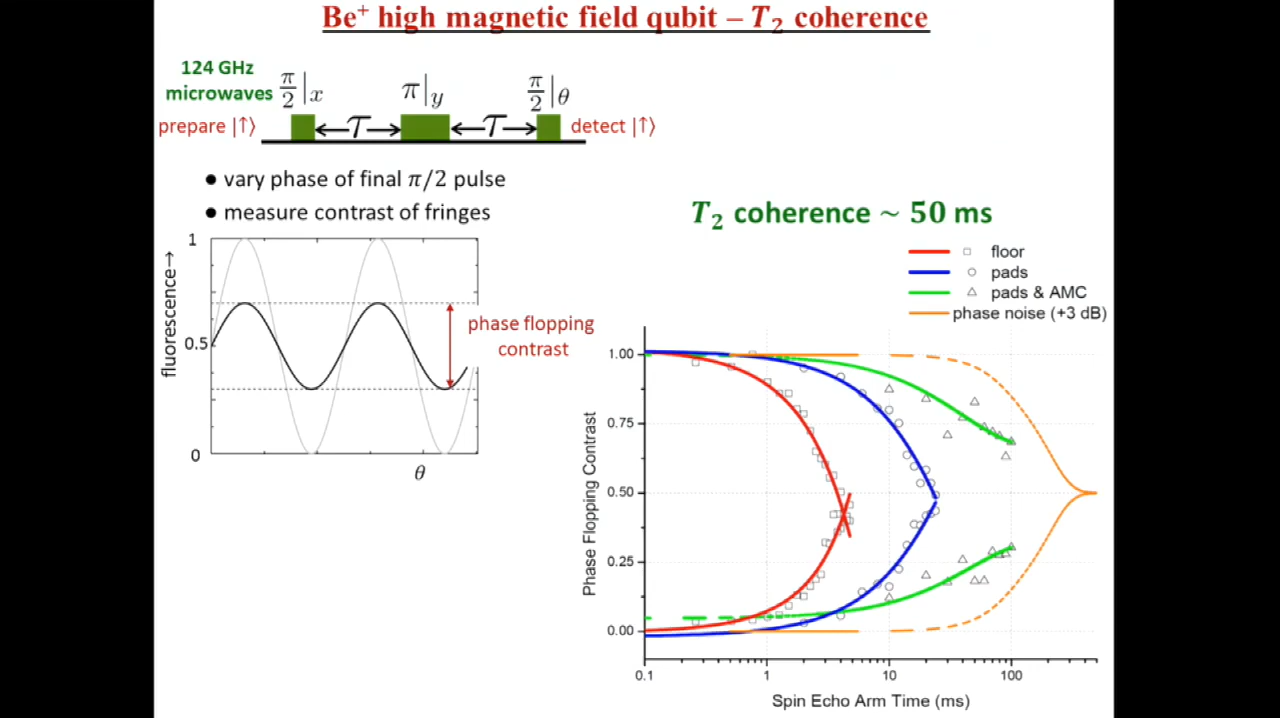 Be⁺ high magnetic field qubit – T₂ coherence
124 GHz
microwaves
π/2|x
π|y
π/2|θ
prepare |↑⟩
τ
τ
detect |↑⟩
● vary phase of final π/2 pulse
● measure contrast of fringes
T₂ coherence ~ 50 ms
fluorescence→
1
0.5
0
θ
phase flopping
contrast
floor
pads
pads & AMC
phase noise (+3 dB)
Phase Flopping Contrast
1.00
0.75
0.50
0.25
0.00
0.1
1
10
100
Spin Echo Arm Time (ms)